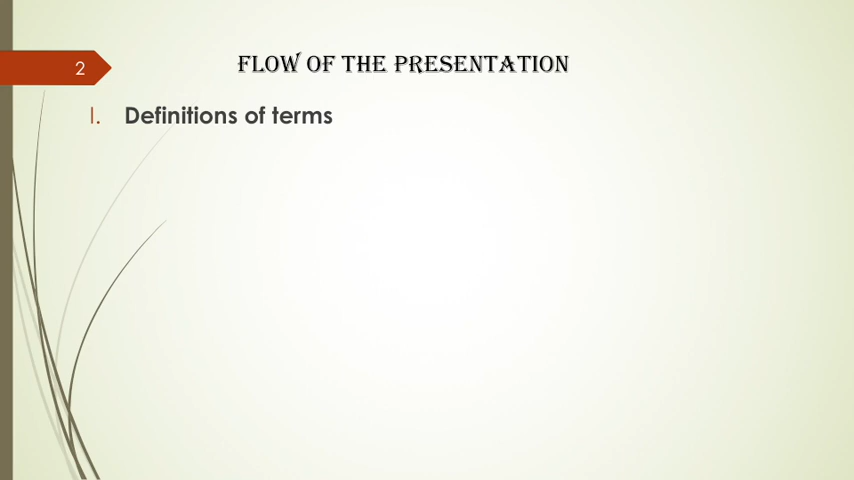 2
FLOW OF THE PRESENTATION
I. Definitions of terms